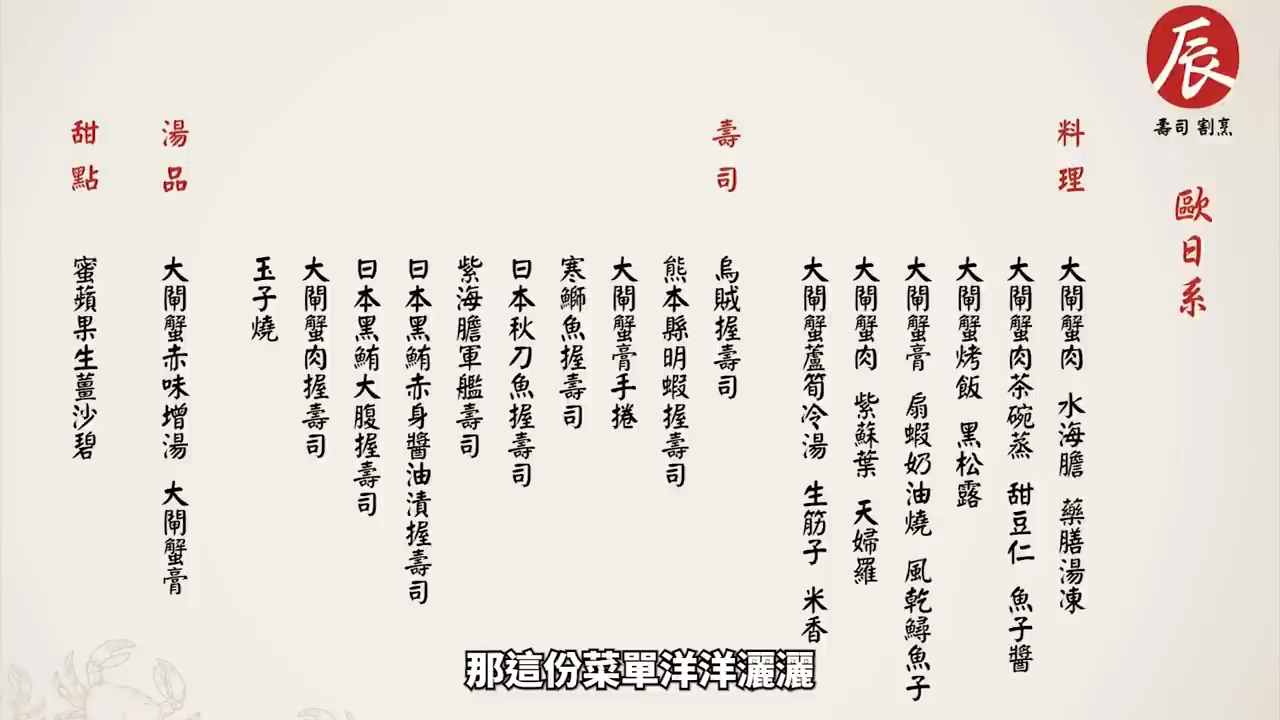 辰
壽司 割烹
歐日系
料理
大閘蟹肉 水海膽 藥膳湯凍
大閘蟹肉茶碗蒸 甜豆仁 魚子醬
大閘蟹烤飯 黑松露
大閘蟹膏 扇蝦奶油燒 風乾鱘魚子
大閘蟹肉 紫蘇葉 天婦羅
大閘蟹蘆筍冷湯 生筋子 米香
壽司
烏賊握壽司
熊本縣明蝦握壽司
大閘蟹膏手捲
寒鰤魚握壽司
日本秋刀魚握壽司
紫海膽軍艦壽司
日本黑鮪赤身醬油漬握壽司
日本黑鮪大腹握壽司
大閘蟹肉握壽司
玉子燒
湯品
大閘蟹赤味增湯 大閘蟹膏
甜點
蜜蘋果生薑沙碧
那這份菜單洋洋灑灑